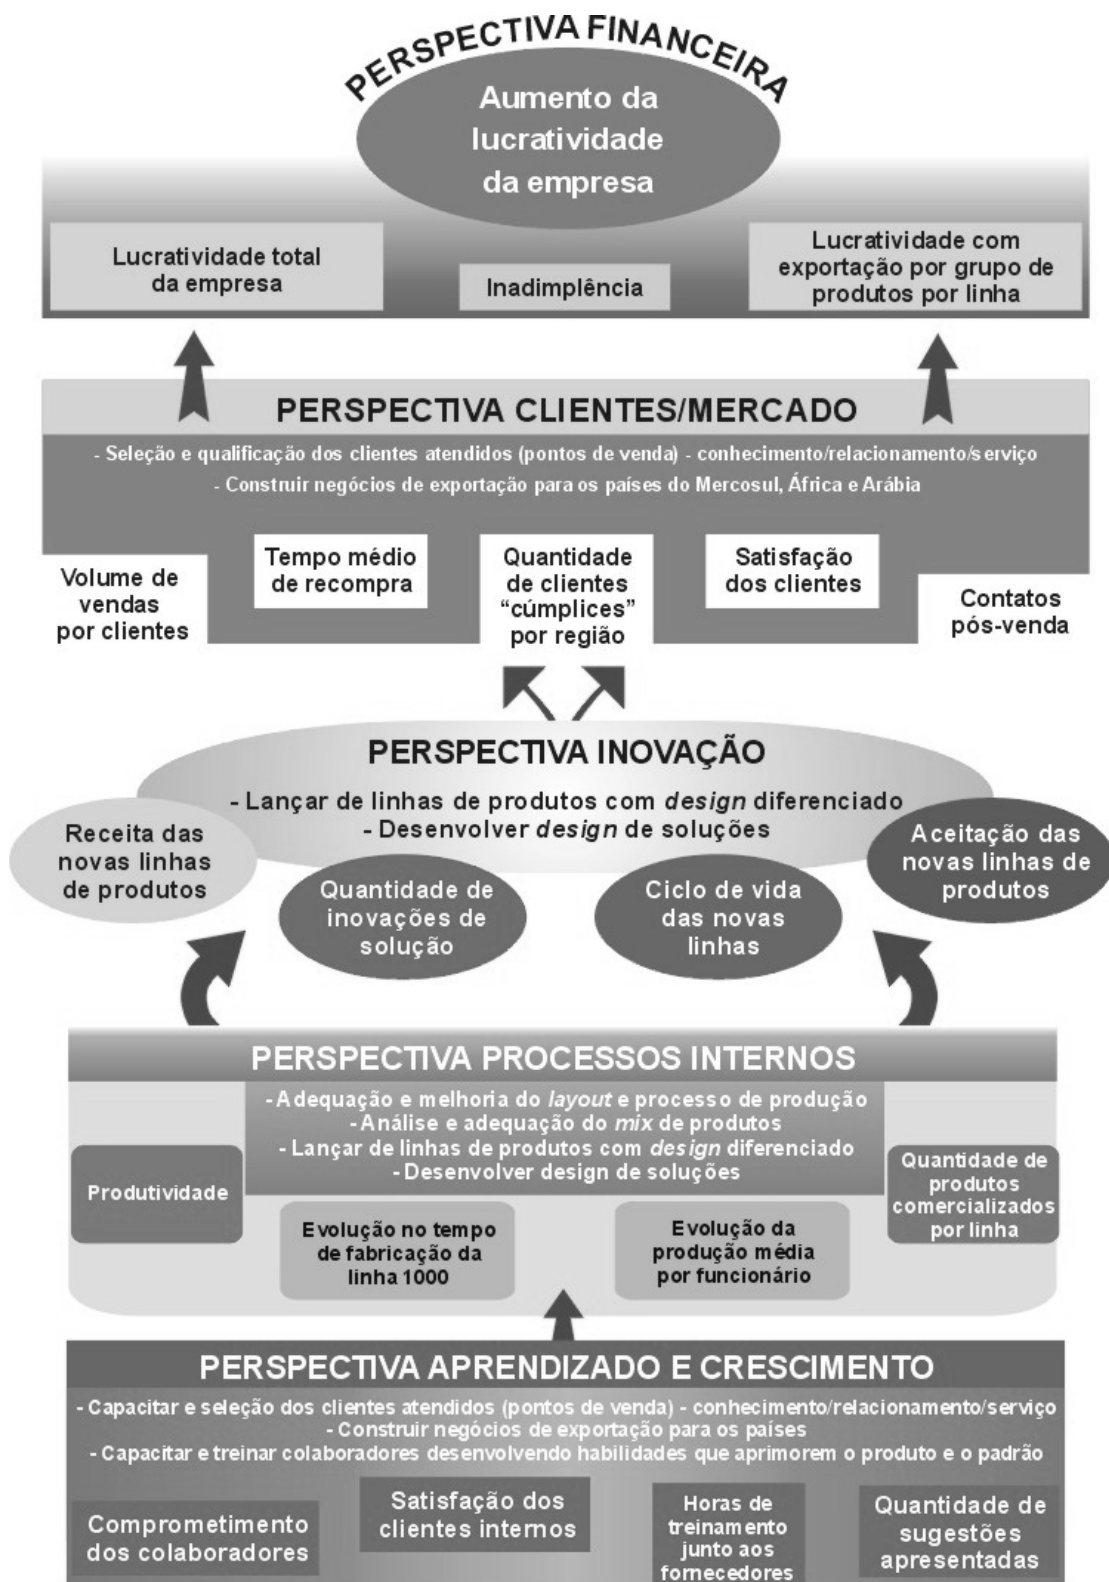 PERSPECTIVA FINANCEIRA
Aumento da
lucratividade
da empresa
Lucratividade total
da empresa
Inadimplência
Lucratividade com
exportação por grupo de
produtos por linha
PERSPECTIVA CLIENTES/MERCADO
- Seleção e qualificação dos clientes atendidos (pontos de venda) - conhecimento/relacionamento/serviço
- Construir negócios de exportação para os países do Mercosul, África e Arábia
Volume de
vendas
por clientes
Tempo médio
de recompra
Quantidade
de clientes
“cúmplices”
por região
Satisfação
dos clientes
Contatos
pós-venda
PERSPECTIVA INOVAÇÃO
- Lançar de linhas de produtos com design diferenciado
- Desenvolver design de soluções
Receita das
novas linhas
de produtos
Quantidade de
inovações de
solução
Ciclo de vida
das novas
linhas
Aceitação das
novas linhas de
produtos
PERSPECTIVA PROCESSOS INTERNOS
- Adequação e melhoria do layout e processo de produção
- Análise e adequação do mix de produtos
- Lançar de linhas de produtos com design diferenciado
- Desenvolver design de soluções
Produtividade
Evolução no tempo
de fabricação da
linha 1000
Evolução da
produção média
por funcionário
Quantidade de
produtos
comercializados
por linha
PERSPECTIVA APRENDIZADO E CRESCIMENTO
- Capacitar e seleção dos clientes atendidos (pontos de venda) - conhecimento/relacionamento/serviço
- Construir negócios de exportação para os países
- Capacitar e treinar colaboradores desenvolvendo habilidades que aprimorem o produto e o padrão
Comprometimento
dos colaboradores
Satisfação dos
clientes internos
Horas de
treinamento
junto aos
fornecedores
Quantidade de
sugestões
apresentadas